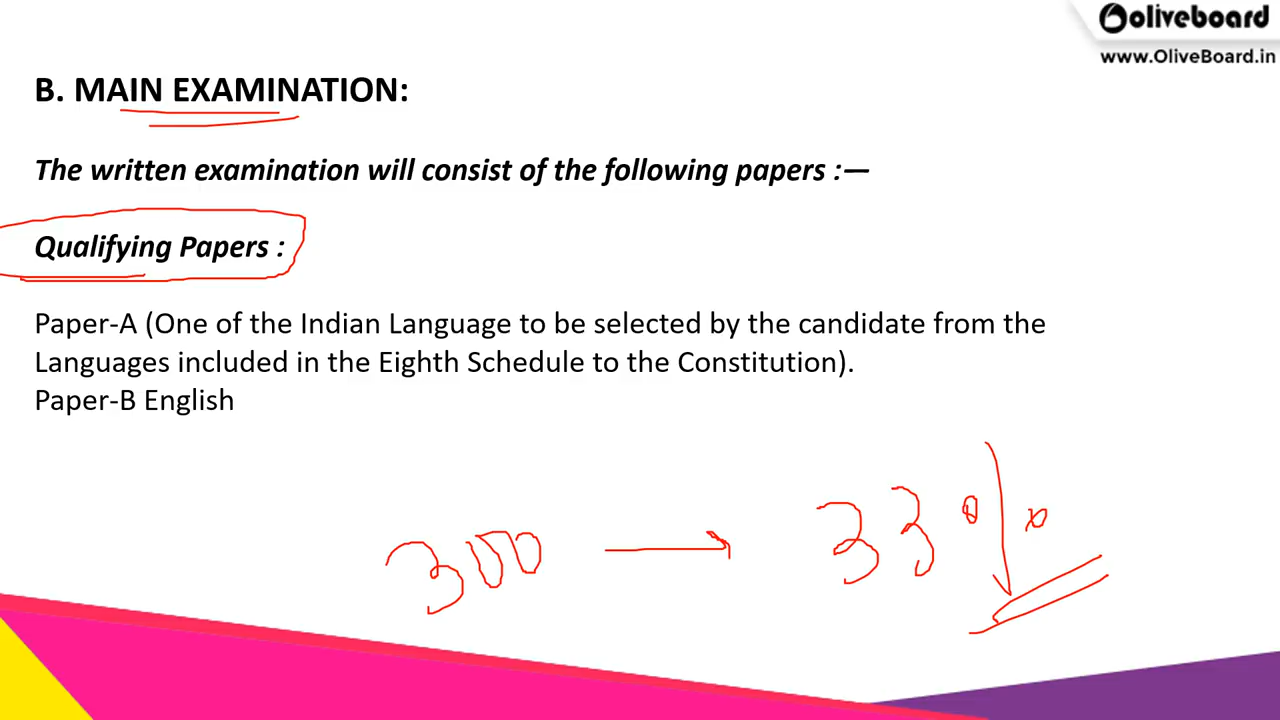 oliveboard
www.OliveBoard.in
B. MAIN EXAMINATION:
The written examination will consist of the following papers :—
Qualifying Papers :
Paper-A (One of the Indian Language to be selected by the candidate from the
Languages included in the Eighth Schedule to the Constitution).
Paper-B English
300 → 33%